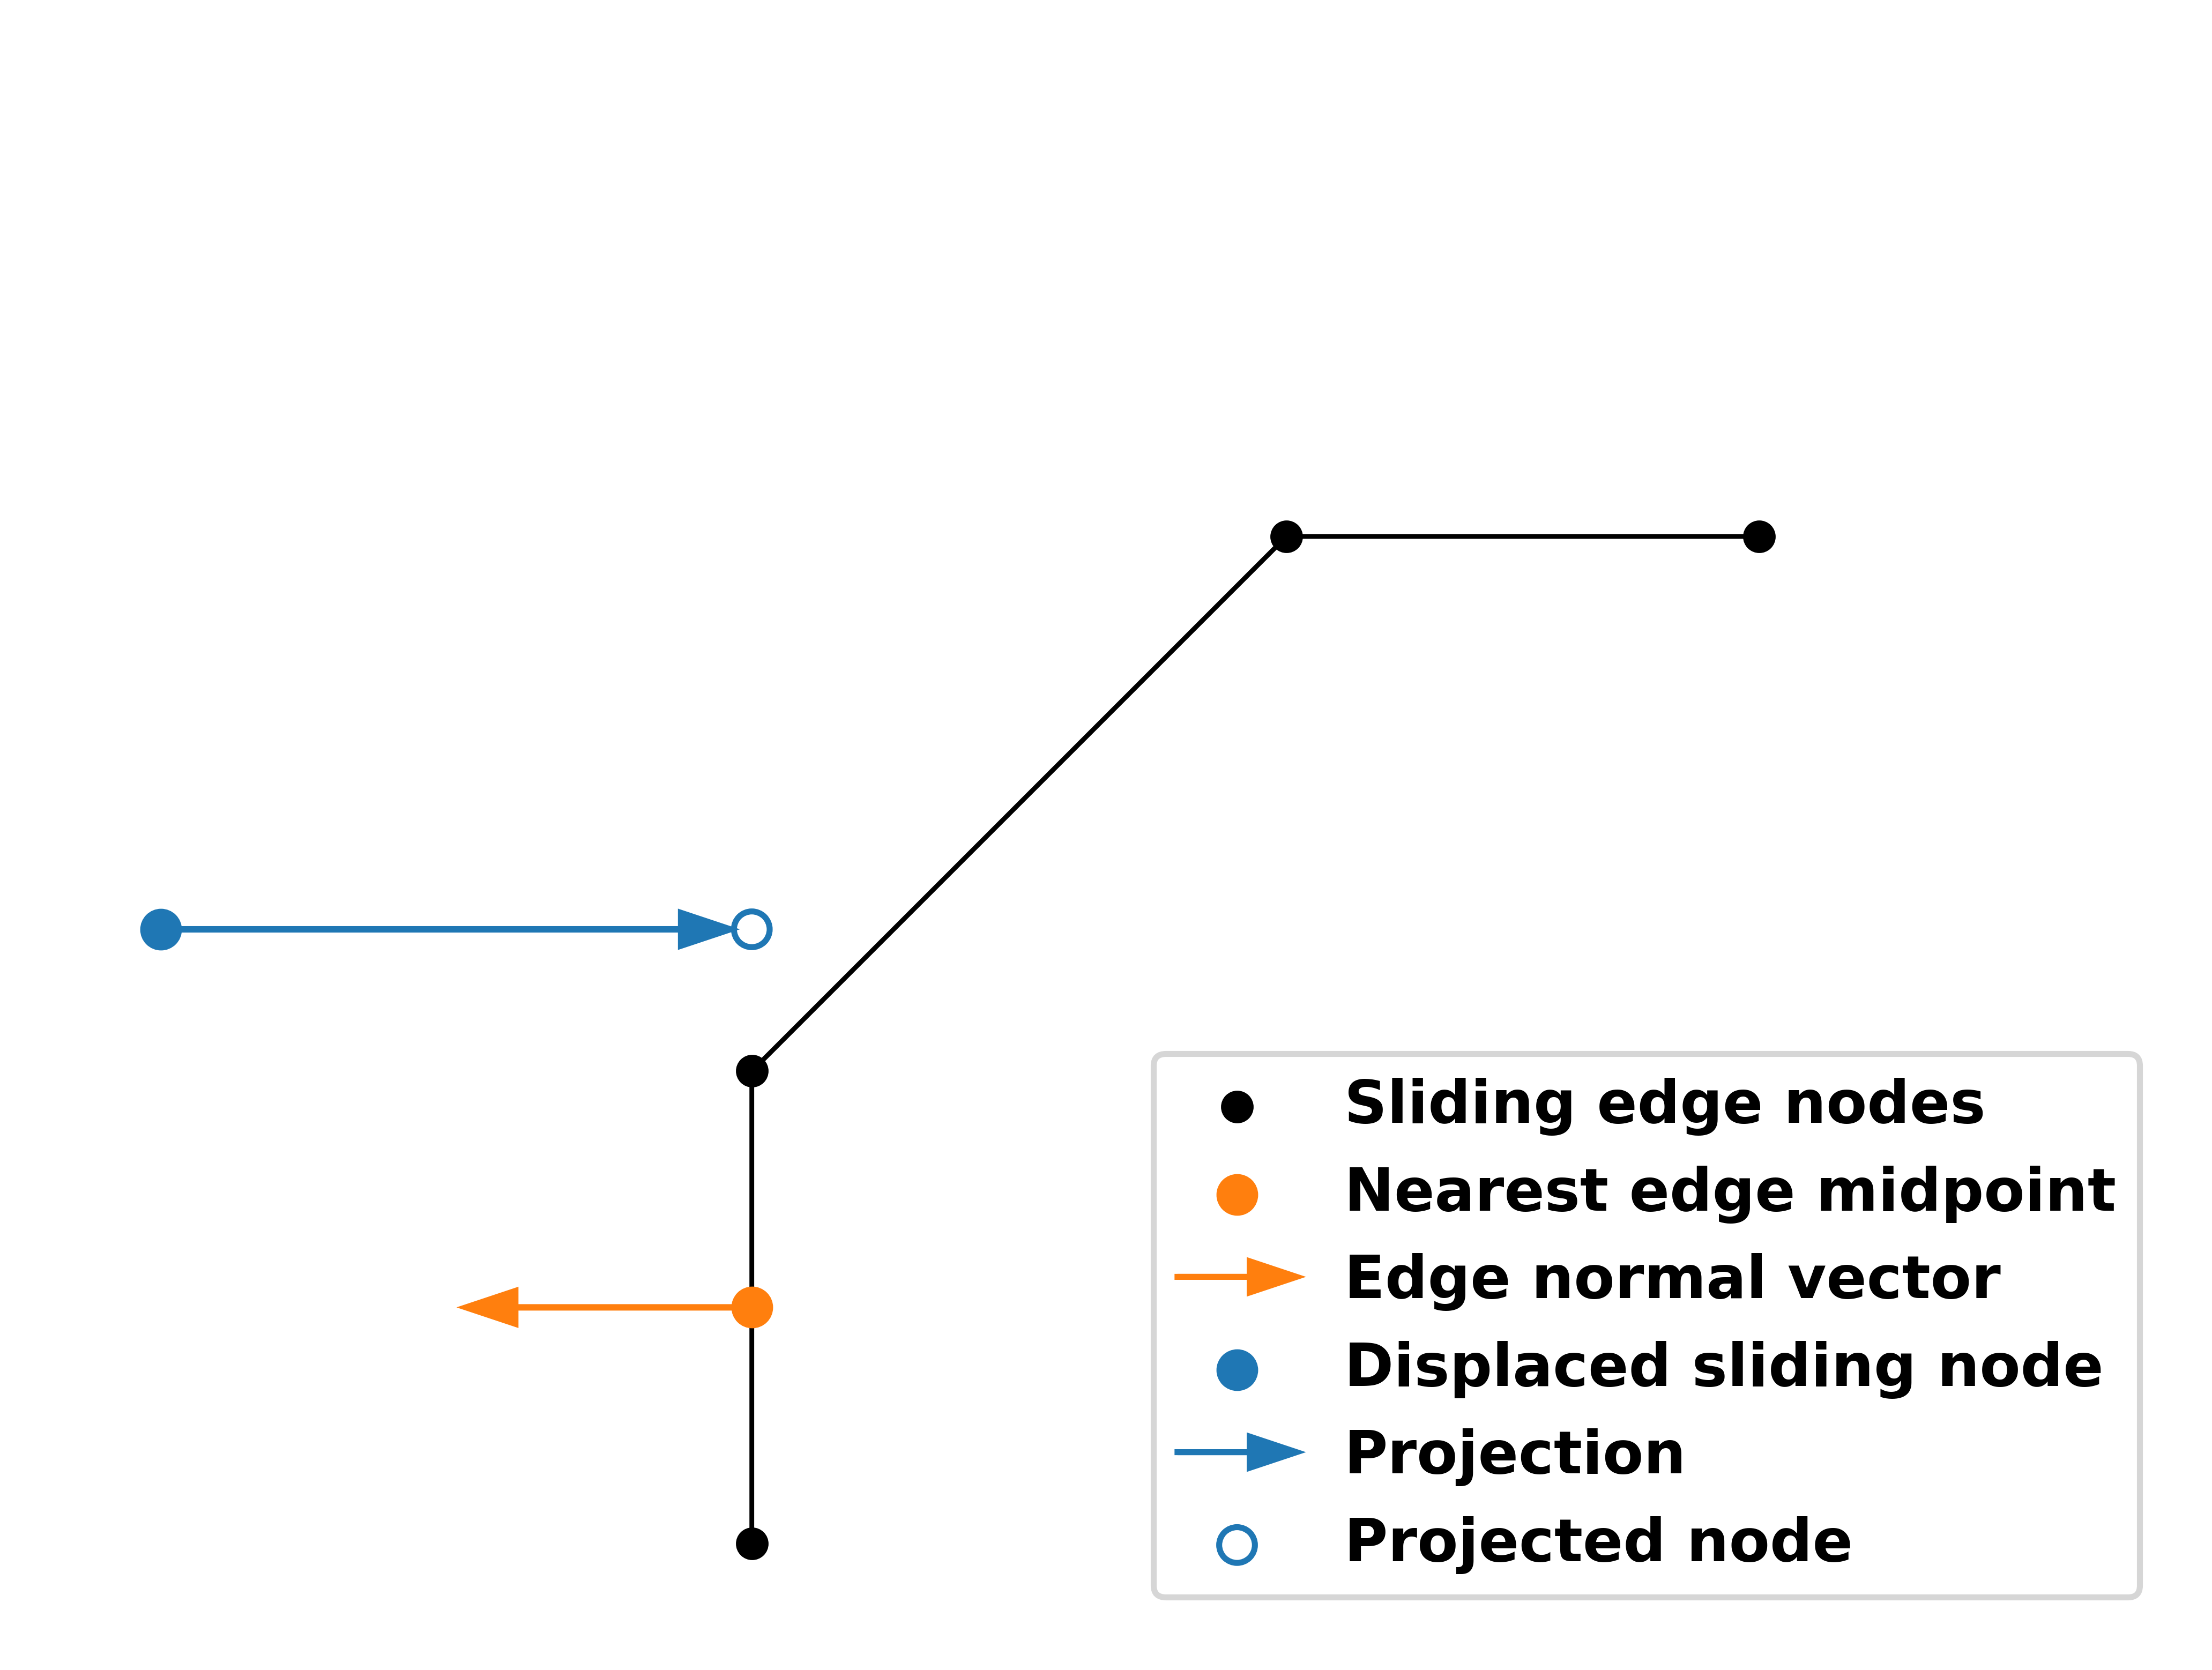 Sliding edge nodes
Nearest edge midpoint
Edge normal vector
Displaced sliding node
Projection
Projected node